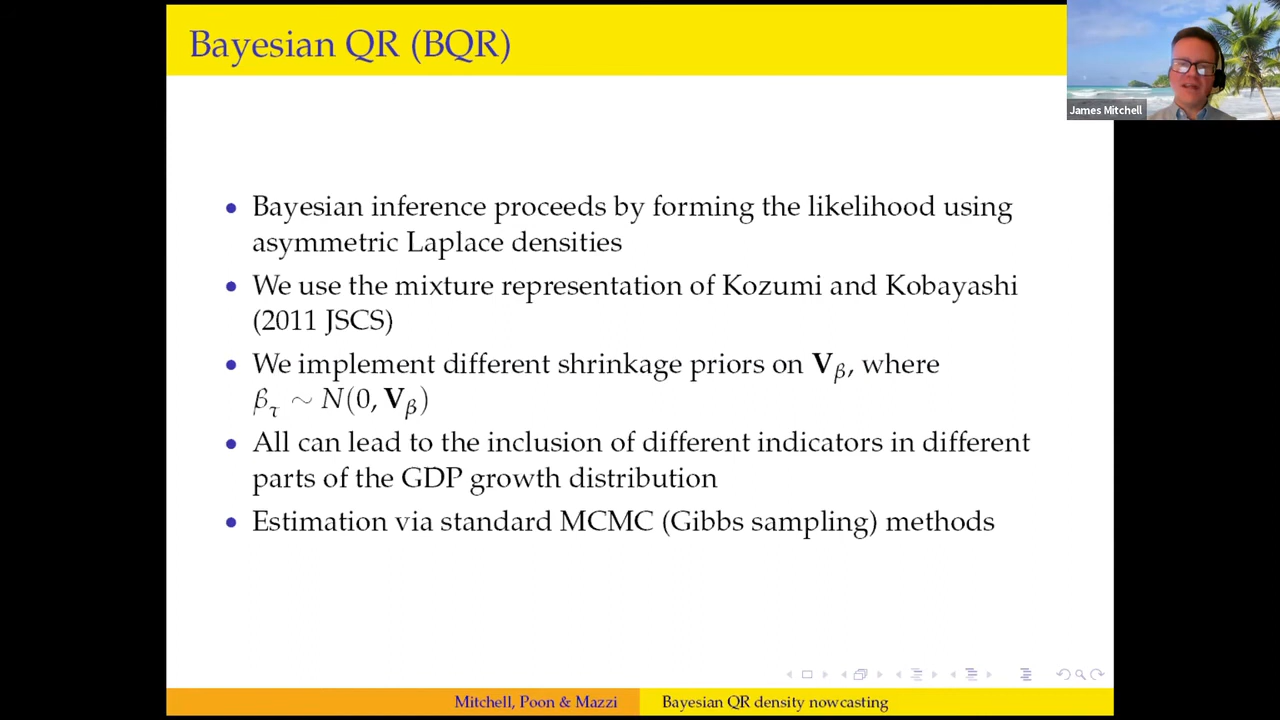 Bayesian QR (BQR)
James Mitchell
• Bayesian inference proceeds by forming the likelihood using
asymmetric Laplace densities
• We use the mixture representation of Kozumi and Kobayashi
(2011 JSCS)
• We implement different shrinkage priors on V_β, where
β_τ ∼ N(0, V_β)
• All can lead to the inclusion of different indicators in different
parts of the GDP growth distribution
• Estimation via standard MCMC (Gibbs sampling) methods
Mitchell, Poon & Mazzi
Bayesian QR density nowcasting